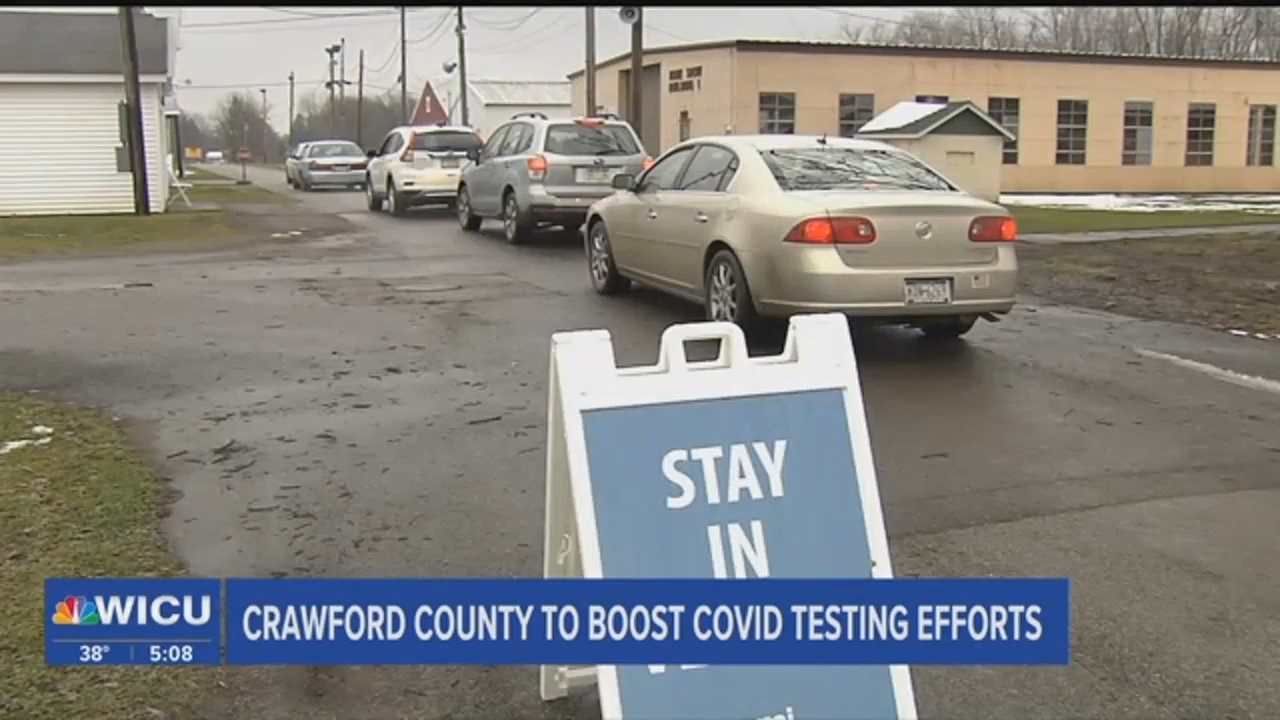 STAY
IN
WICU
38° 5:08
CRAWFORD COUNTY TO BOOST COVID TESTING EFFORTS